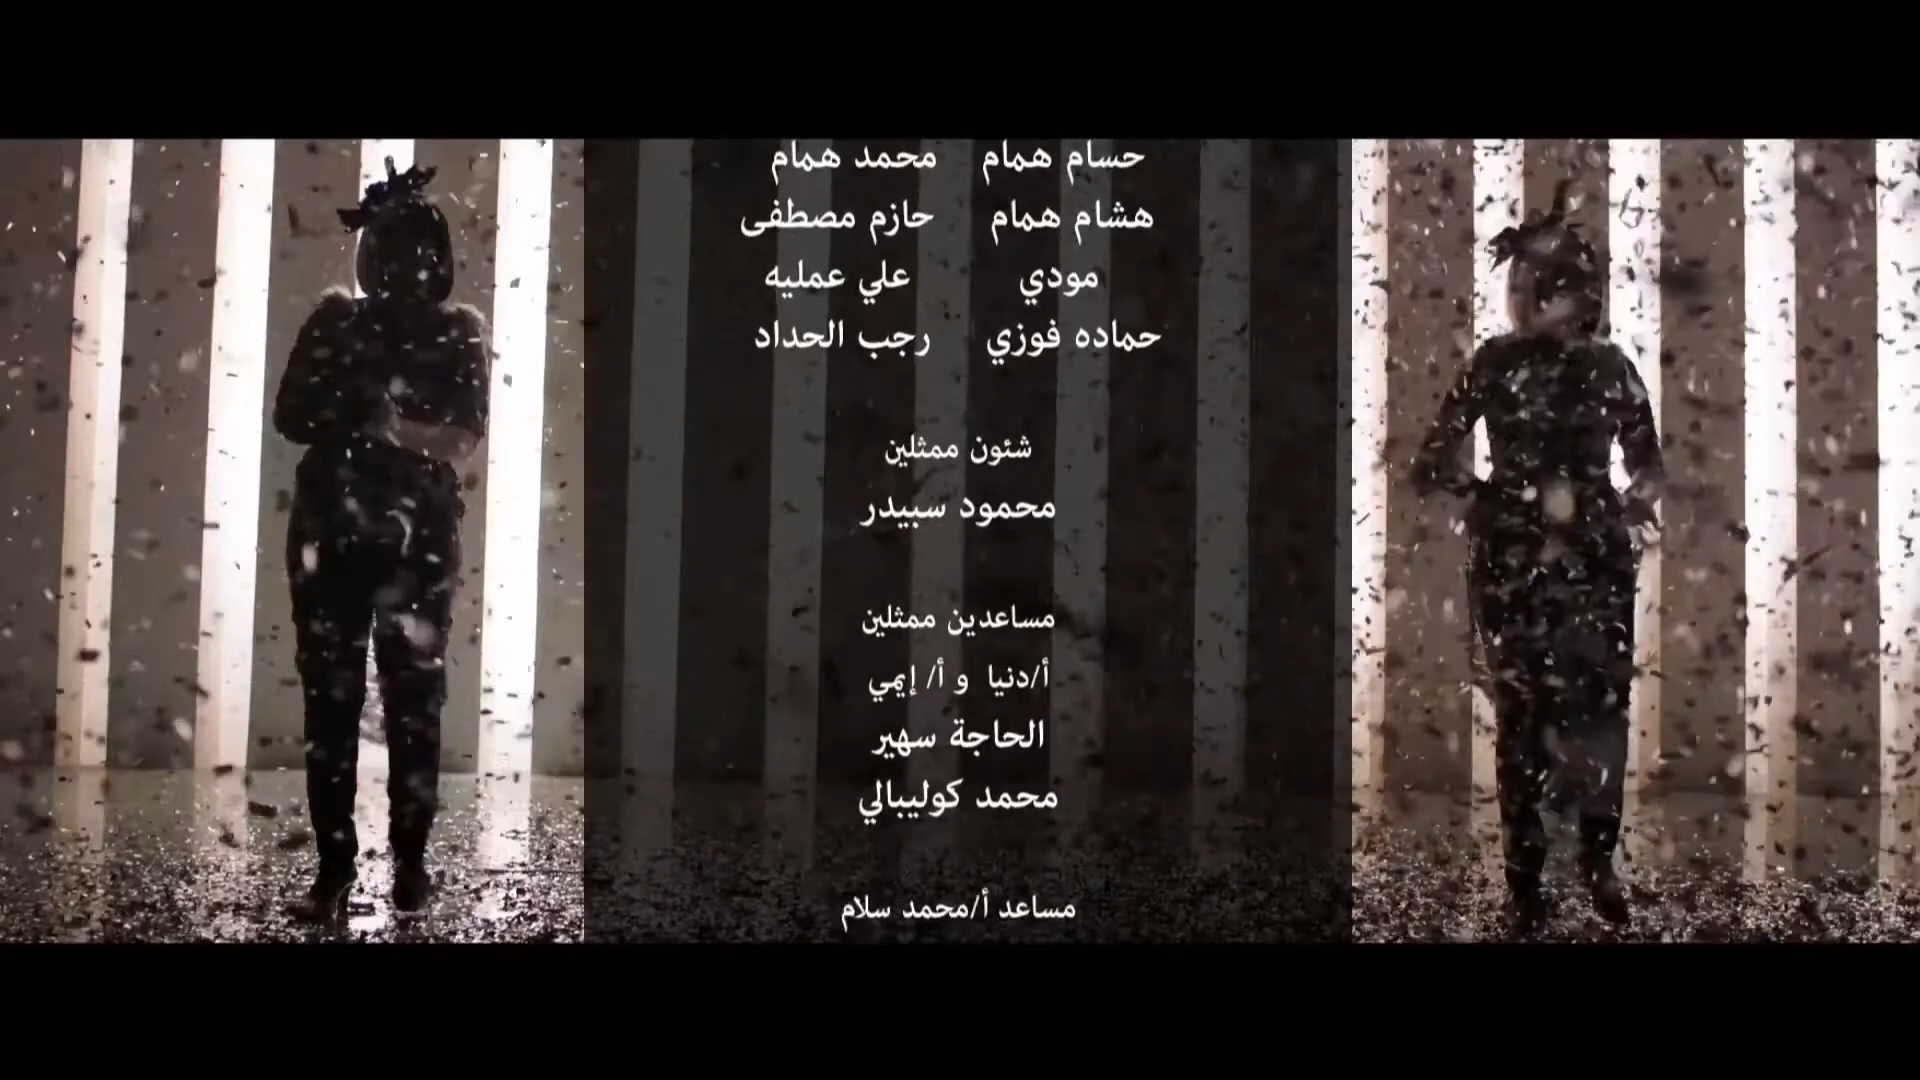 حسام همام محمد همام
هشام همام حازم مصطفى
مودي علي عمليه
حماده فوزي رجب الحداد
شئون ممثلين
محمود سبيدر
مساعدين ممثلين
أ/دنيا و أ/ إيمي
الحاجة سهير
محمد كوليبالي
مساعد أ/محمد سلام